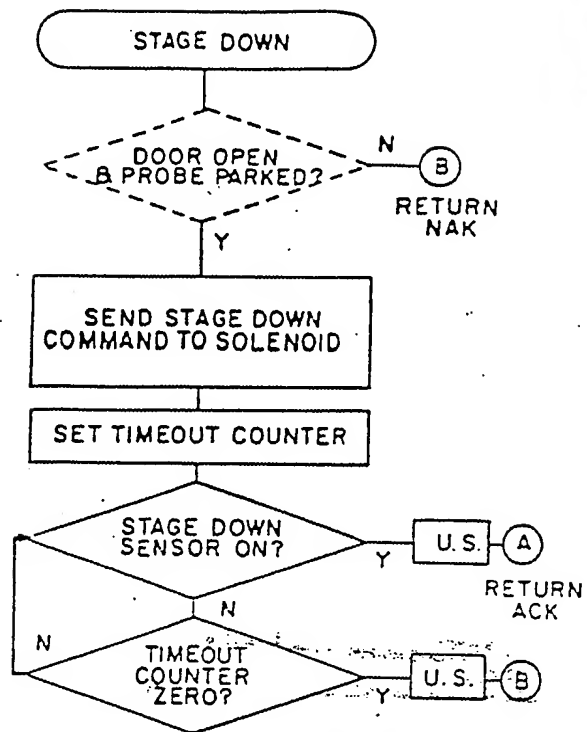 STAGE DOWN
DOOR OPEN
& PROBE PARKED?
N
B
RETURN
NAK
Y
SEND STAGE DOWN
COMMAND TO SOLENOID
SET TIMEOUT COUNTER
STAGE DOWN
SENSOR ON?
Y
U.S.
A
RETURN
ACK
N
N
TIMEOUT
COUNTER
ZERO?
Y
U.S.
B